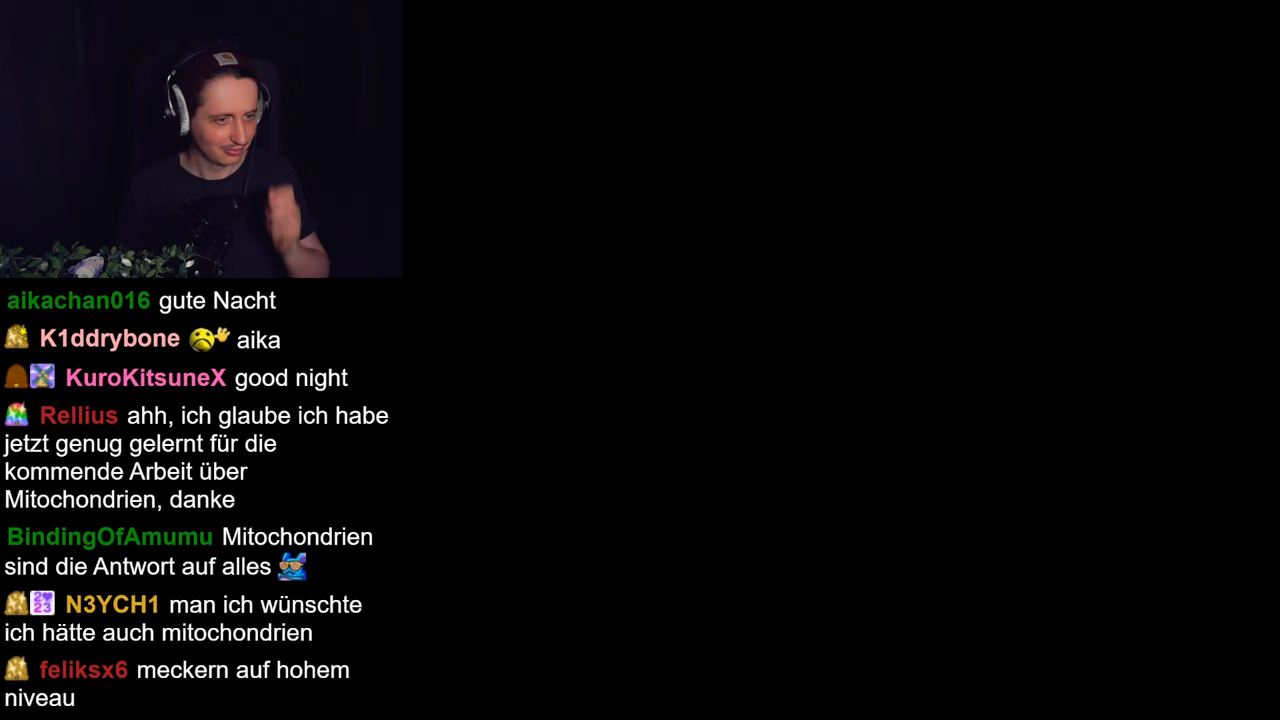 aikachan016 gute Nacht
K1ddrybone aika
KuroKitsuneX good night
Rellius ahh, ich glaube ich habe
jetzt genug gelernt für die
kommende Arbeit über
Mitochondrien, danke
BindingOfAmumu Mitochondrien
sind die Antwort auf alles
N3YCH1 man ich wünschte
ich hätte auch mitochondrien
feliksx6 meckern auf hohem
niveau